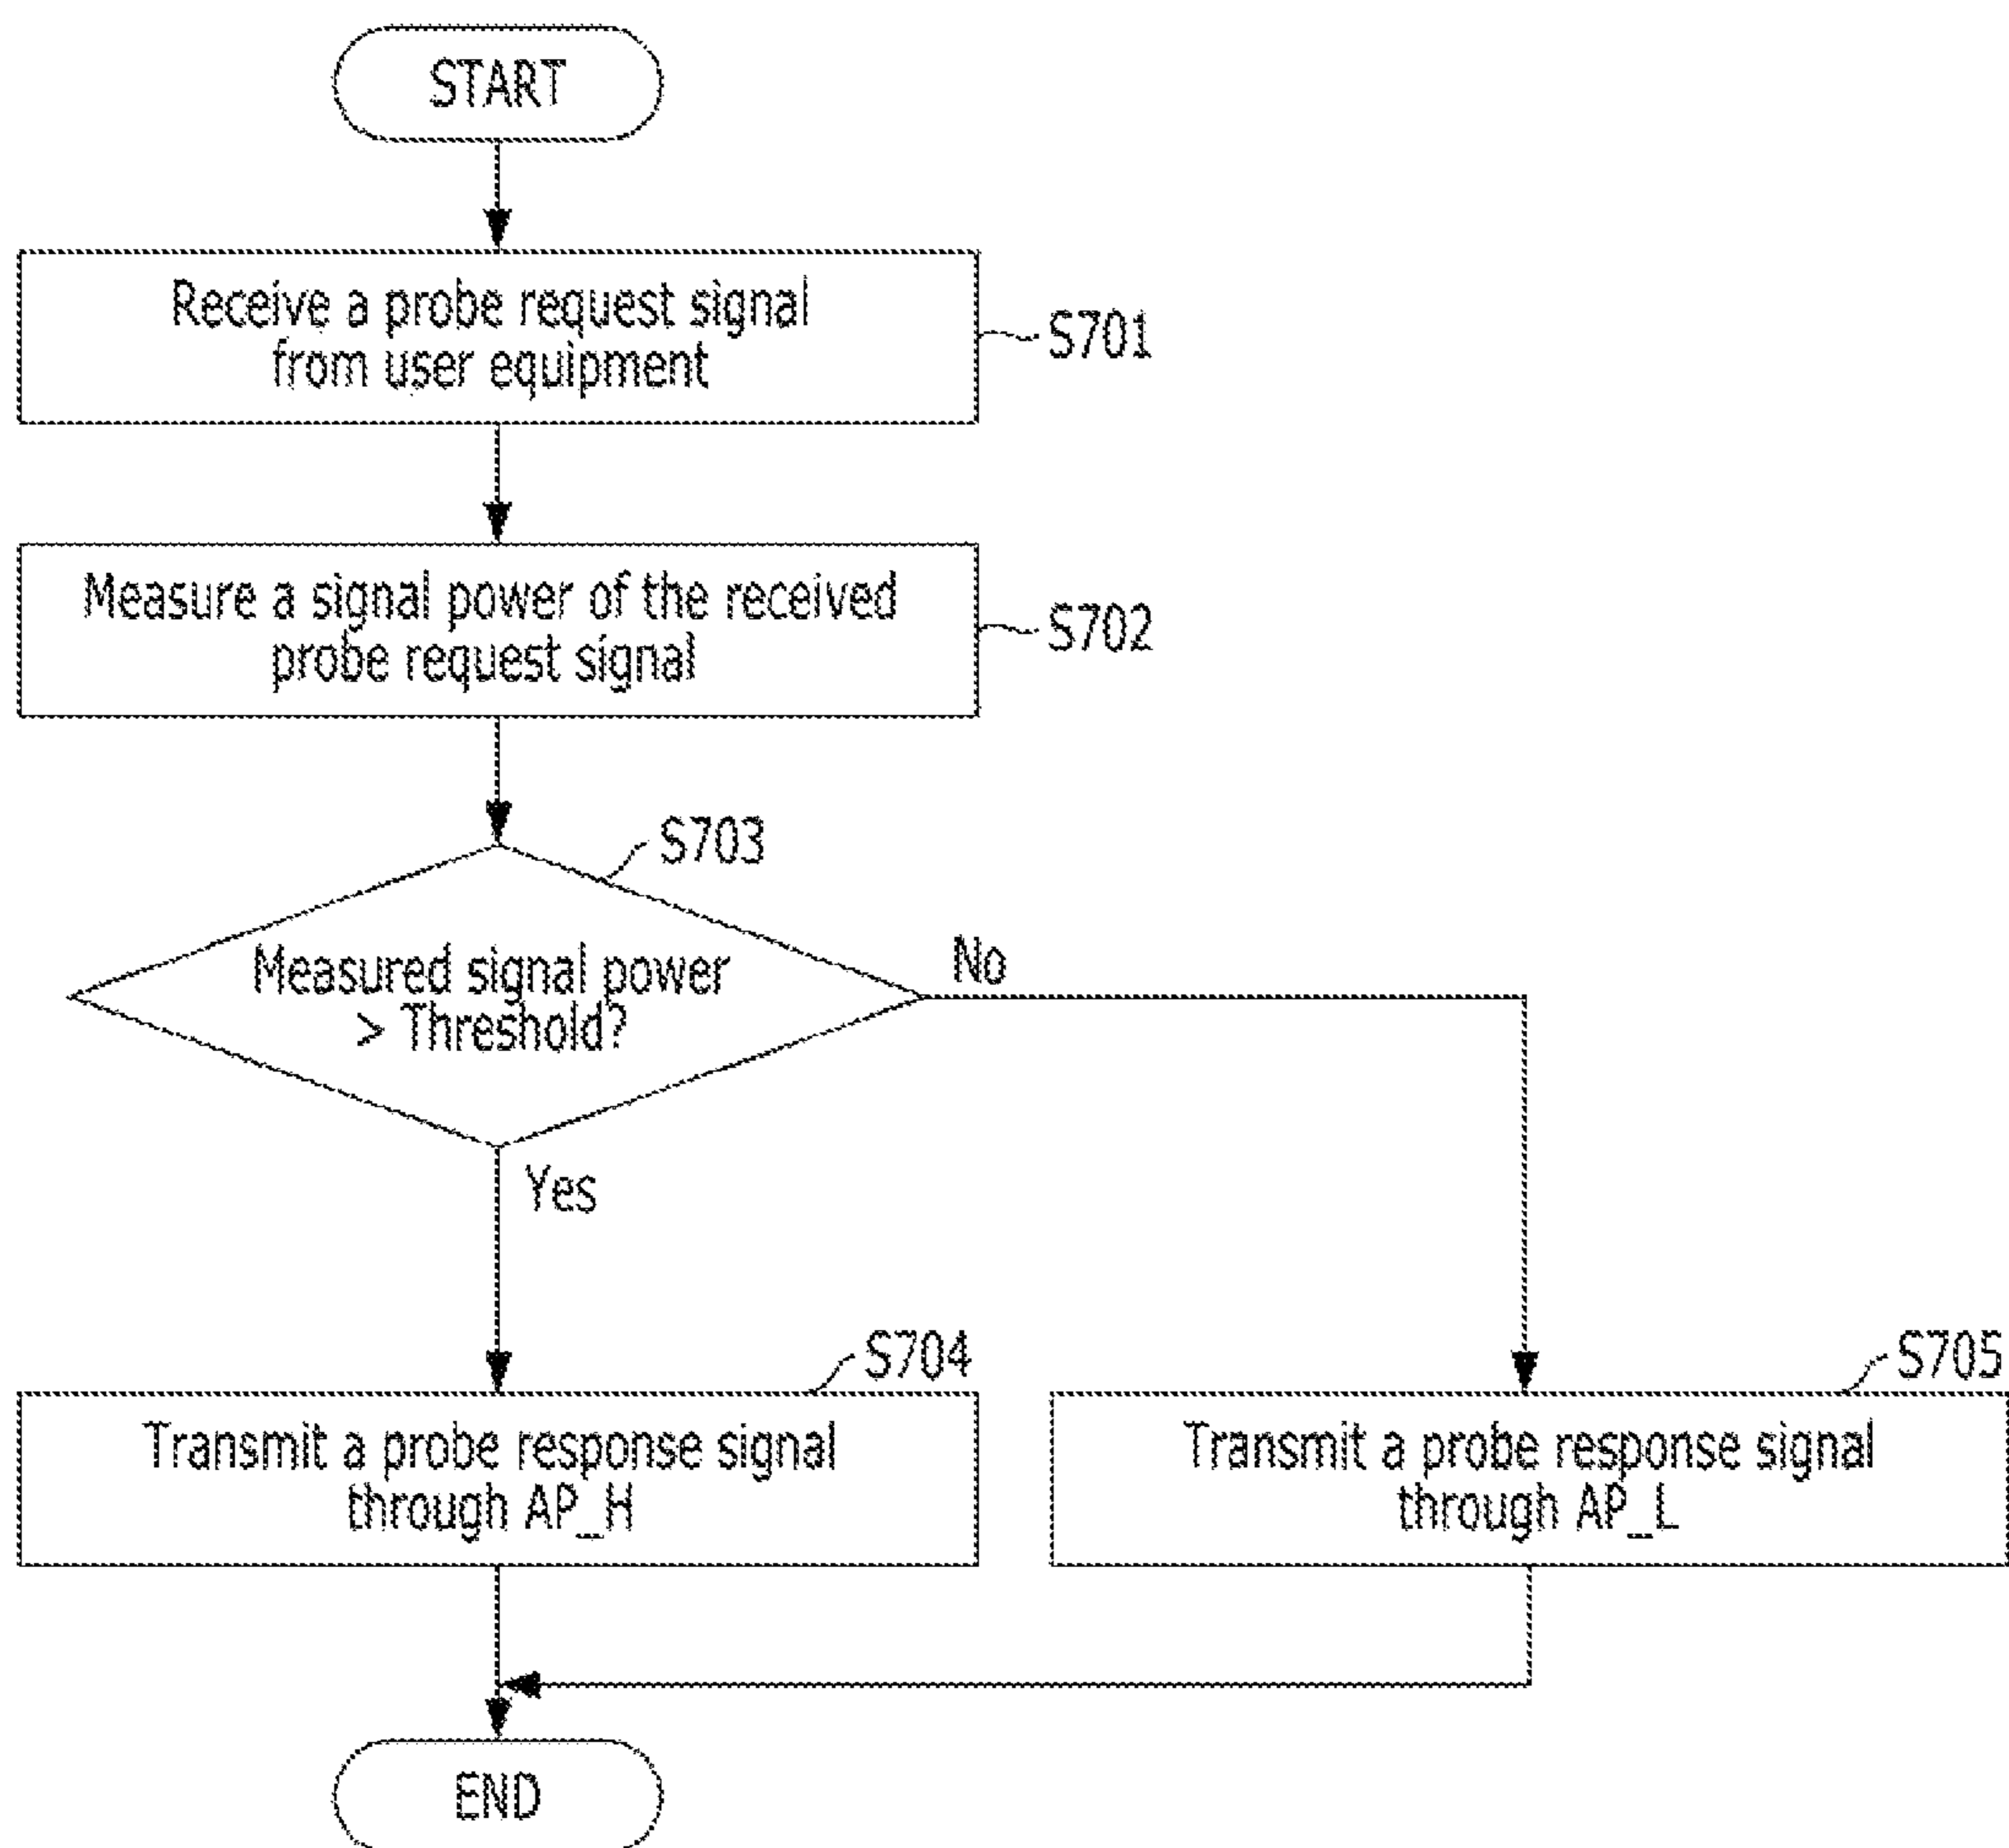 START
Receive a probe request signal
from user equipment
S701
Measure a signal power of the received
probe request signal
S702
S703
Measured signal power
> Threshold?
No
Yes
S704
Transmit a probe response signal
through AP_H
S705
Transmit a probe response signal
through AP_L
END